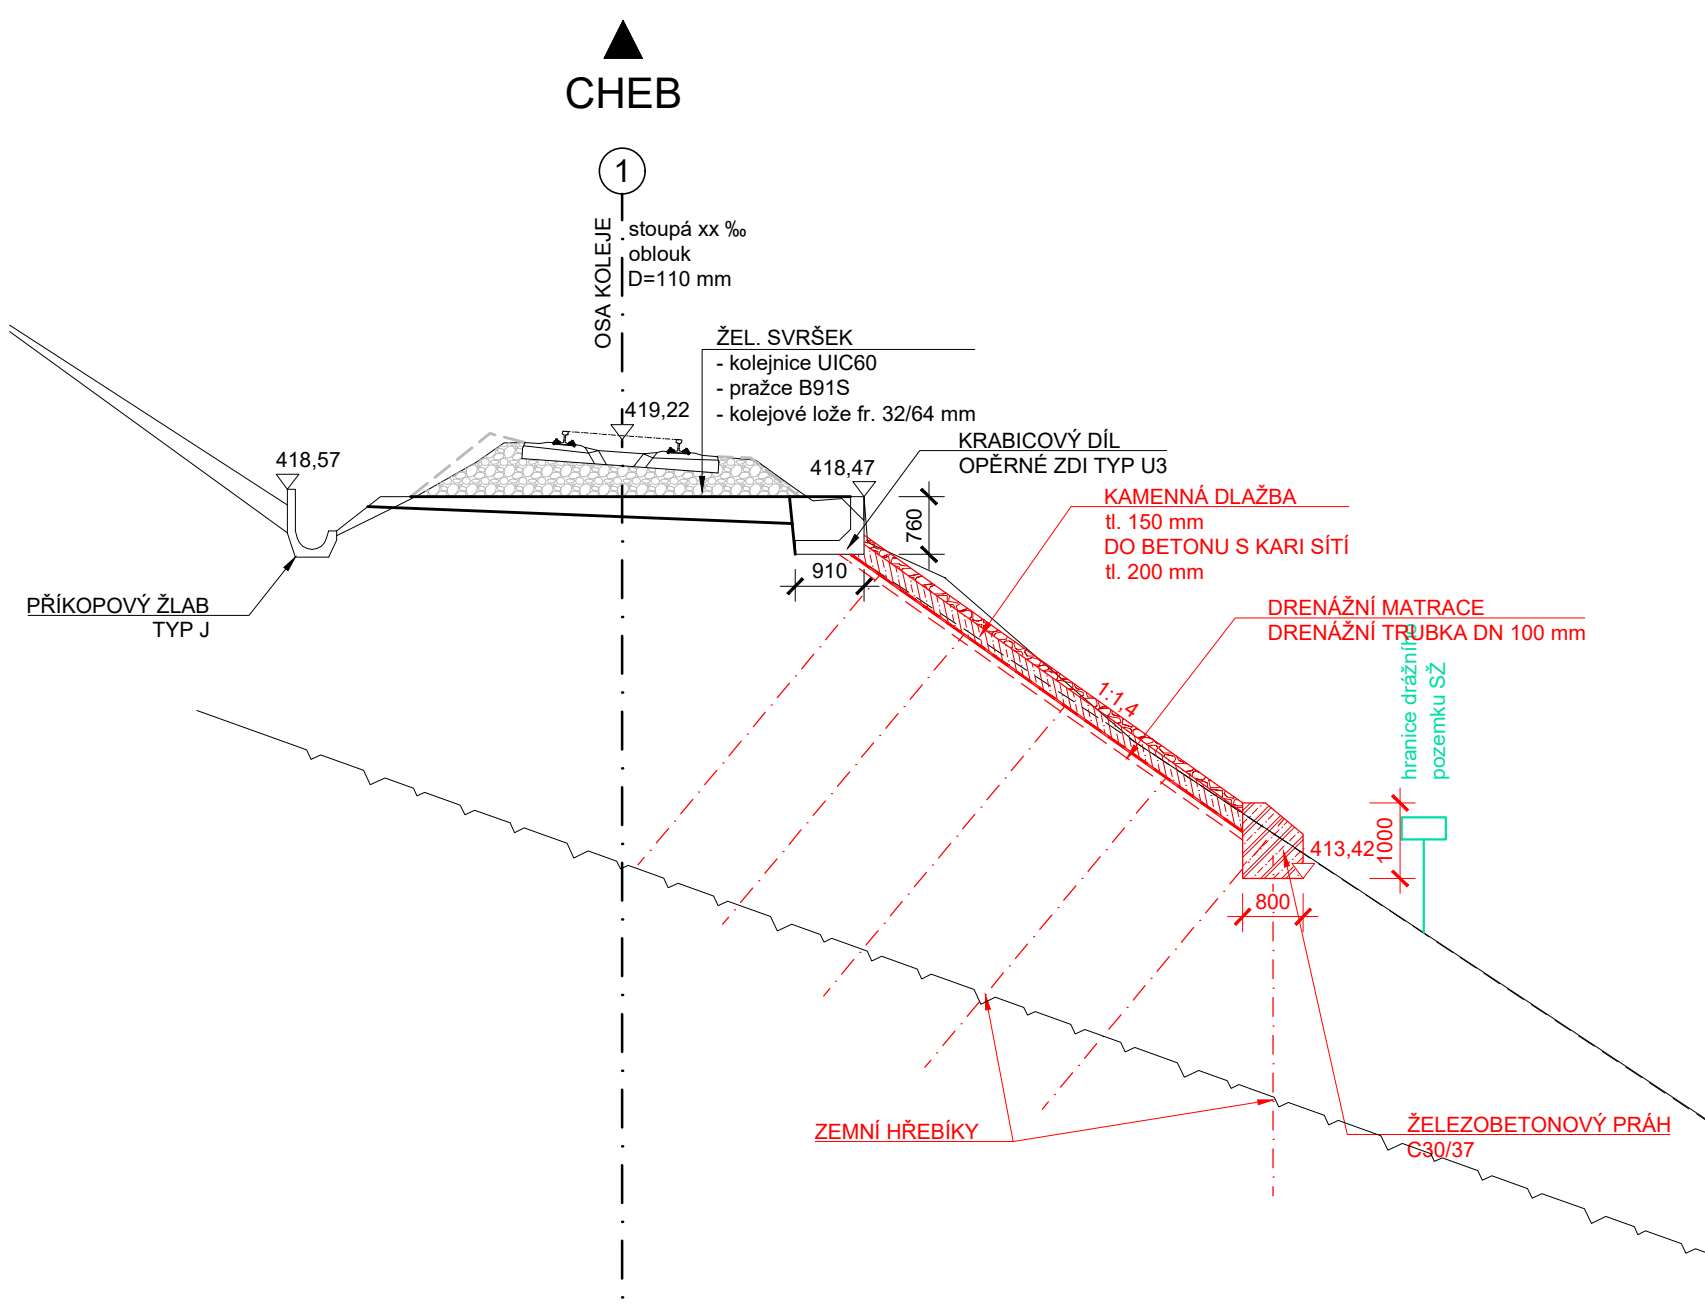 CHEB
1
OSA KOLEJE
stoupá xx ‰
oblouk
D=110 mm
ŽEL. SVRŠEK
- kolejnice UIC60
- pražce B91S
- kolejové lože fr. 32/64 mm
419,22
418,57
418,47
KRABICOVÝ DÍL
OPĚRNÉ ZDI TYP U3
760
910
KAMENNÁ DLAŽBA
tl. 150 mm
DO BETONU S KARI SÍTÍ
tl. 200 mm
PŘÍKOPOVÝ ŽLAB
TYP J
DRENÁŽNÍ MATRACE
DRENÁŽNÍ TRUBKA DN 100 mm
hranice drážního
pozemku SŽ
1:1,4
1000
413,42
800
ZEMNÍ HŘEBÍKY
ŽELEZOBETONOVÝ PRÁH
C30/37